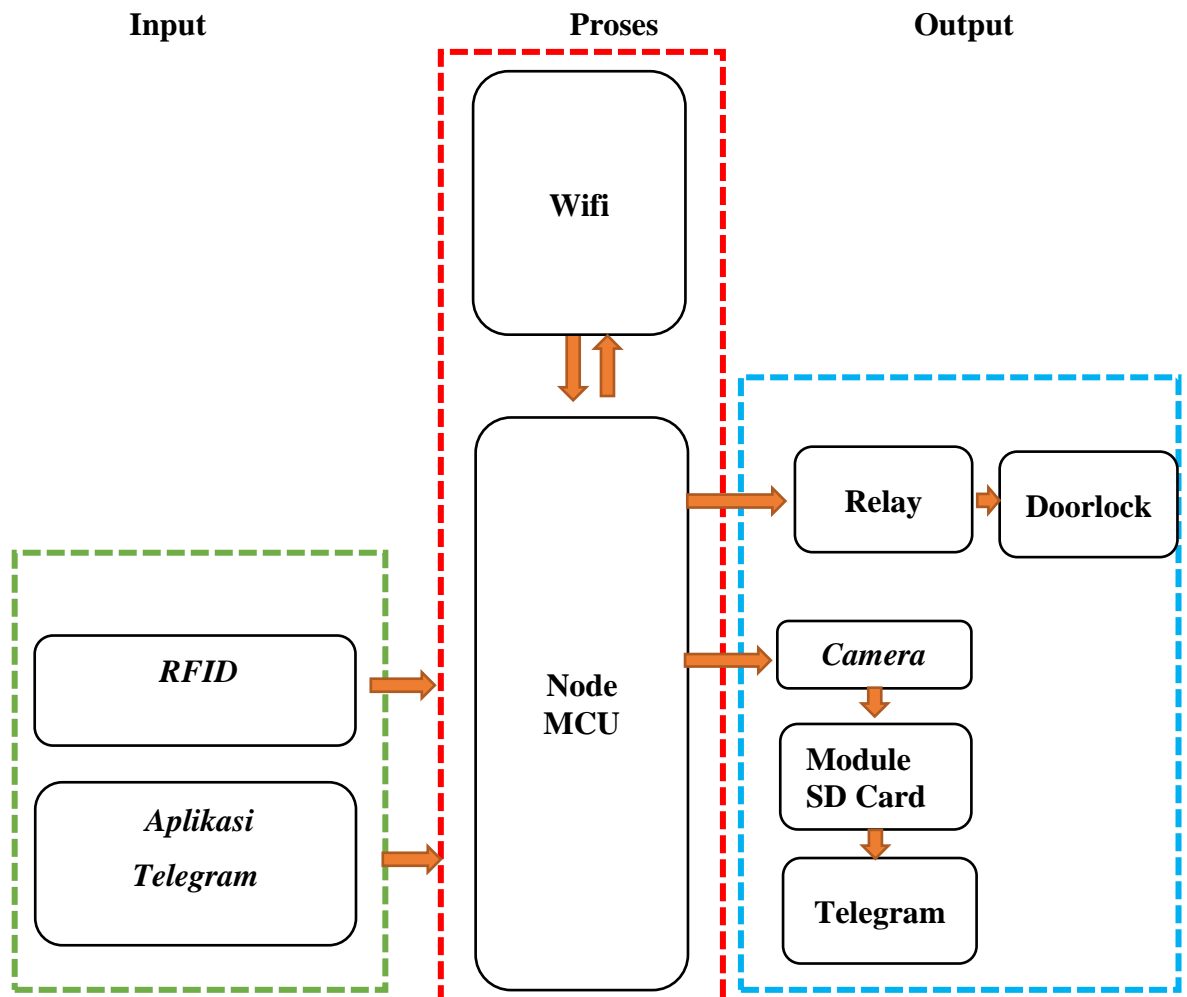 Input
Proses
Output
Wifi
Relay
Doorlock
RFID
Camera
Node
MCU
Module
SD Card
Aplikasi
Telegram
Telegram